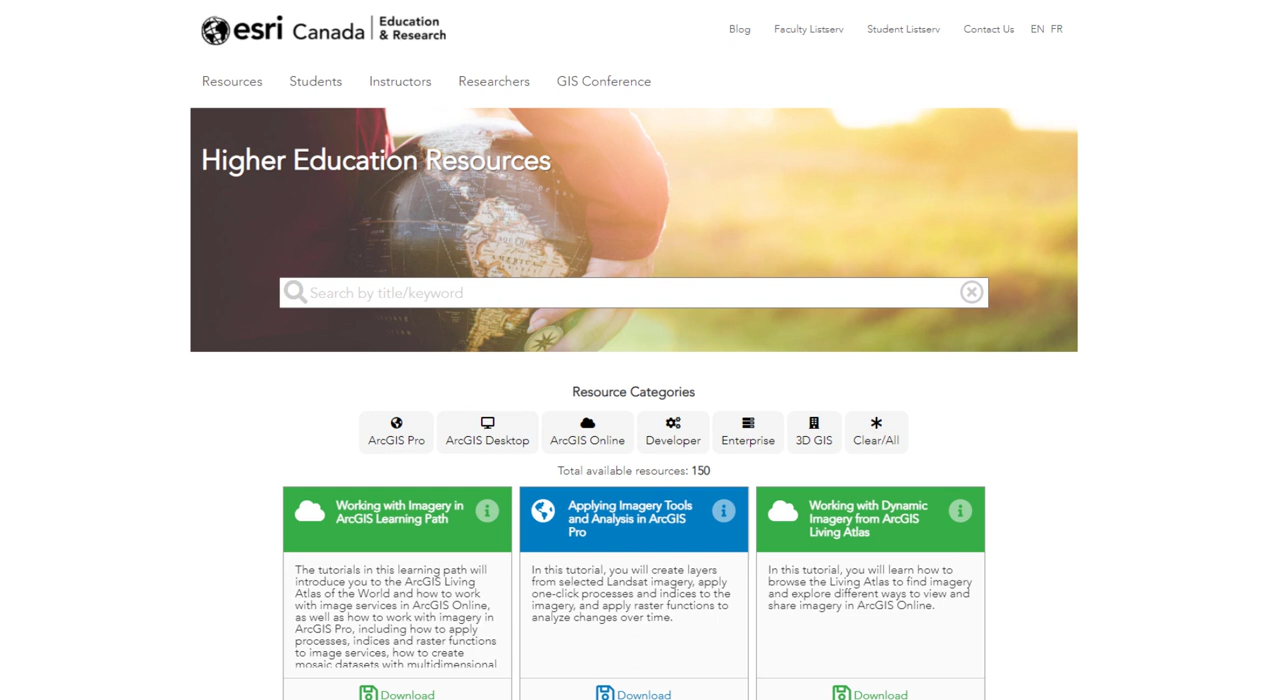 esri Canada Education & Research
Blog Faculty Listserv Student Listserv Contact Us EN FR
Resources Students Instructors Researchers GIS Conference
Higher Education Resources
Search by title/keyword
Resource Categories
ArcGIS Pro ArcGIS Desktop ArcGIS Online Developer Enterprise 3D GIS Clear/All
Total available resources: 150
Working with Imagery in
ArcGIS Learning Path
The tutorials in this learning path will
introduce you to the ArcGIS Living
Atlas of the World and how to work
with image services in ArcGIS Online,
as well as how to work with imagery in
ArcGIS Pro, including how to apply
processes, indices and raster functions
to image services, how to create
mosaic datasets with multidimensional
Download
Applying Imagery Tools
and Analysis in ArcGIS
Pro
In this tutorial, you will create layers
from selected Landsat imagery, apply
one-click processes and indices to the
imagery, and apply raster functions to
analyze changes over time.
Download
Working with Dynamic
Imagery from ArcGIS
Living Atlas
In this tutorial, you will learn how to
browse the Living Atlas to find imagery
and explore different ways to view and
share imagery in ArcGIS Online.
Download